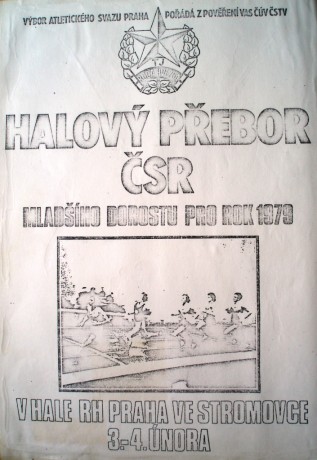 VÝBOR ATLETICKÉHO SVAZU PRAHA POŘÁDÁ Z POVĚŘENÍ VAS ČÚV ČSTV
HALOVÝ PŘEBOR
ČSR
MLADŠÍHO DOROSTU PRO ROK 1979
V HALE RH PRAHA VE STROMOVCE
3.-4. ÚNORA